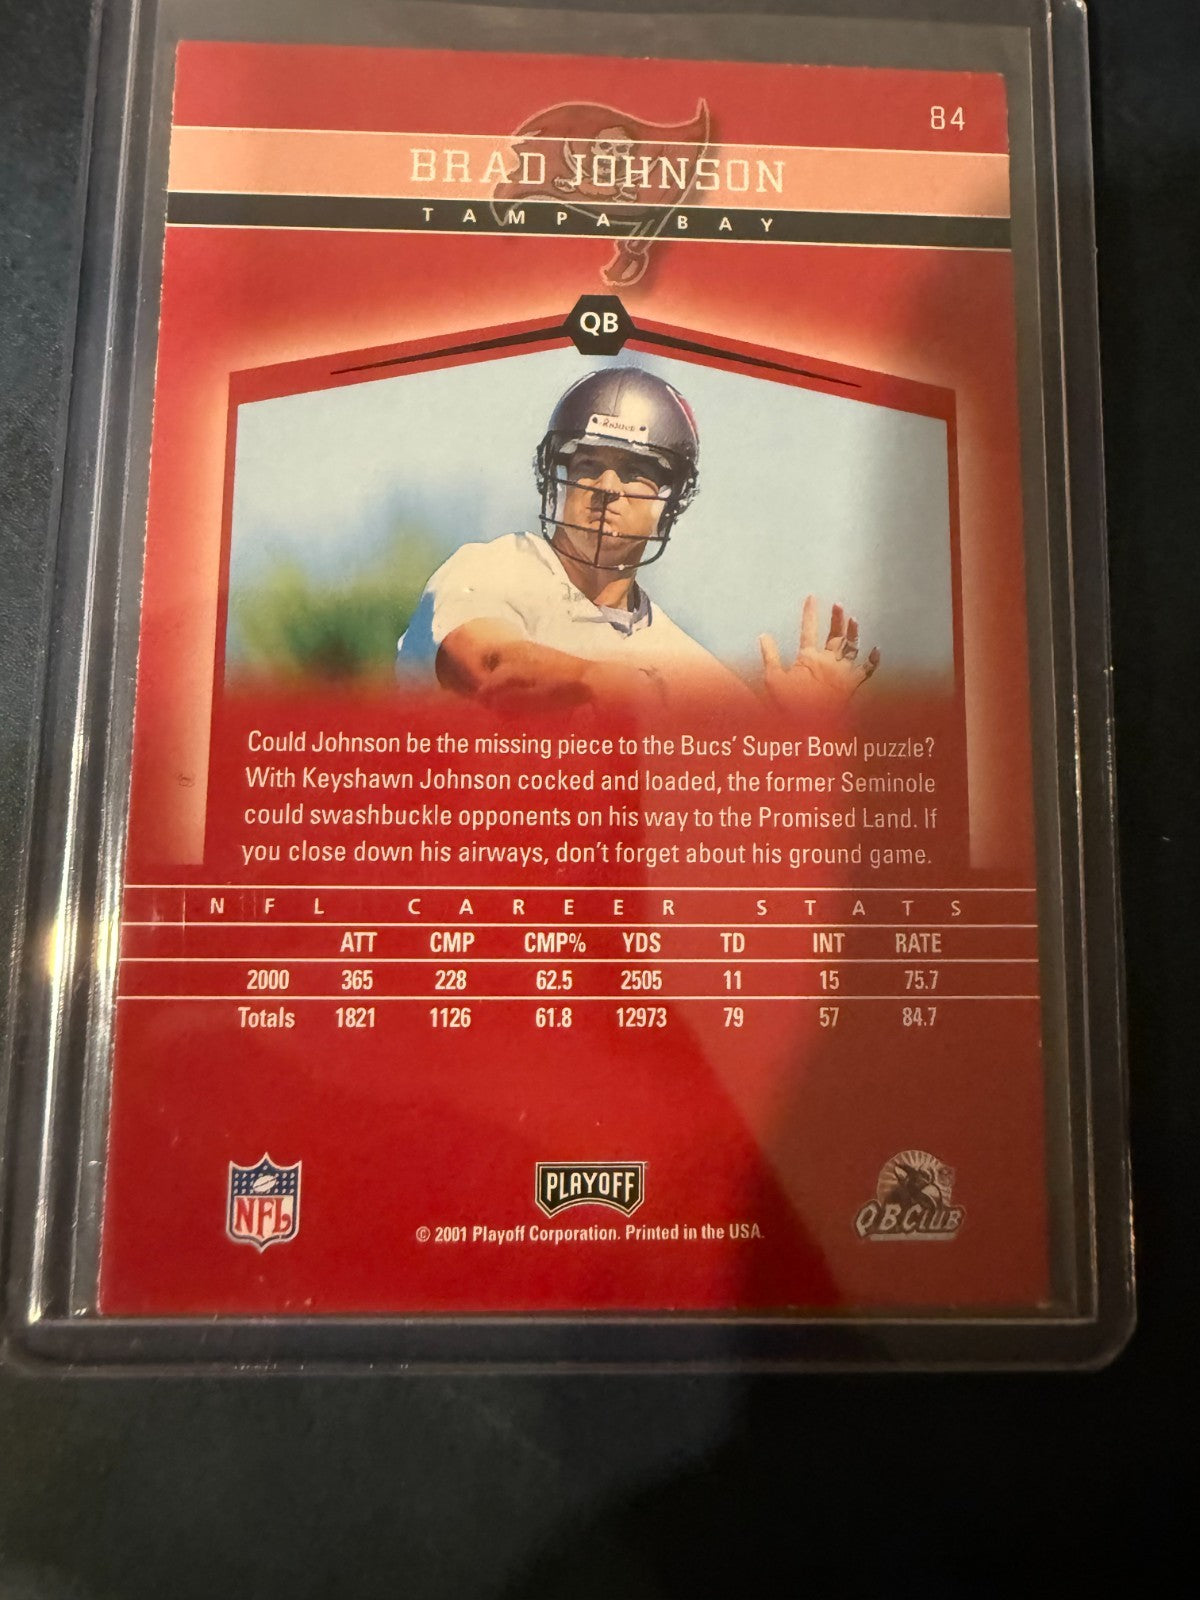 84
BRAD JOHNSON
TAMPA BAY
QB
Riddell
Could Johnson be the missing piece to the Bucs' Super Bowl puzzle?
With Keyshawn Johnson cocked and loaded, the former Seminole
could swashbuckle opponents on his way to the Promised Land. If
you close down his airways, don't forget about his ground game.
NFL CAREER STATS
ATT CMP CMP% YDS TD INT RATE
2000 365 228 62.5 2505 11 15 75.7
Totals 1821 1126 61.8 12973 79 57 84.7
NFL
PLAYOFF
QB CLUB
© 2001 Playoff Corporation. Printed in the USA.